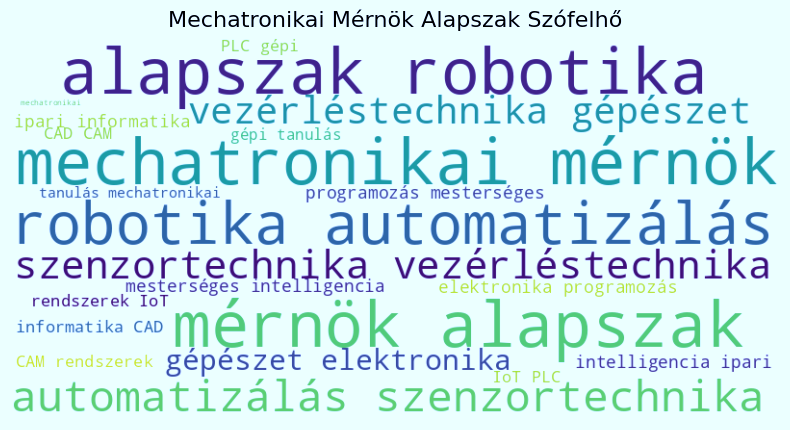 Mechatronikai Mérnök Alapszak Szófelhő
PLC gépi
alapszak robotika
mechatronikai
vezérléstechnika gépészet
ipari informatika
CAD CAM
gépi tanulás
mechatronikai mérnök
tanulás mechatronikai
programozás mesterséges
robotika automatizálás
szenzortechnika vezérléstechnika
mesterséges intelligencia
elektronika programozás
rendszerek IoT
mérnök alapszak
informatika CAD
CAM rendszerek
gépészet elektronika
intelligencia ipari
IoT PLC
automatizálás szenzortechnika